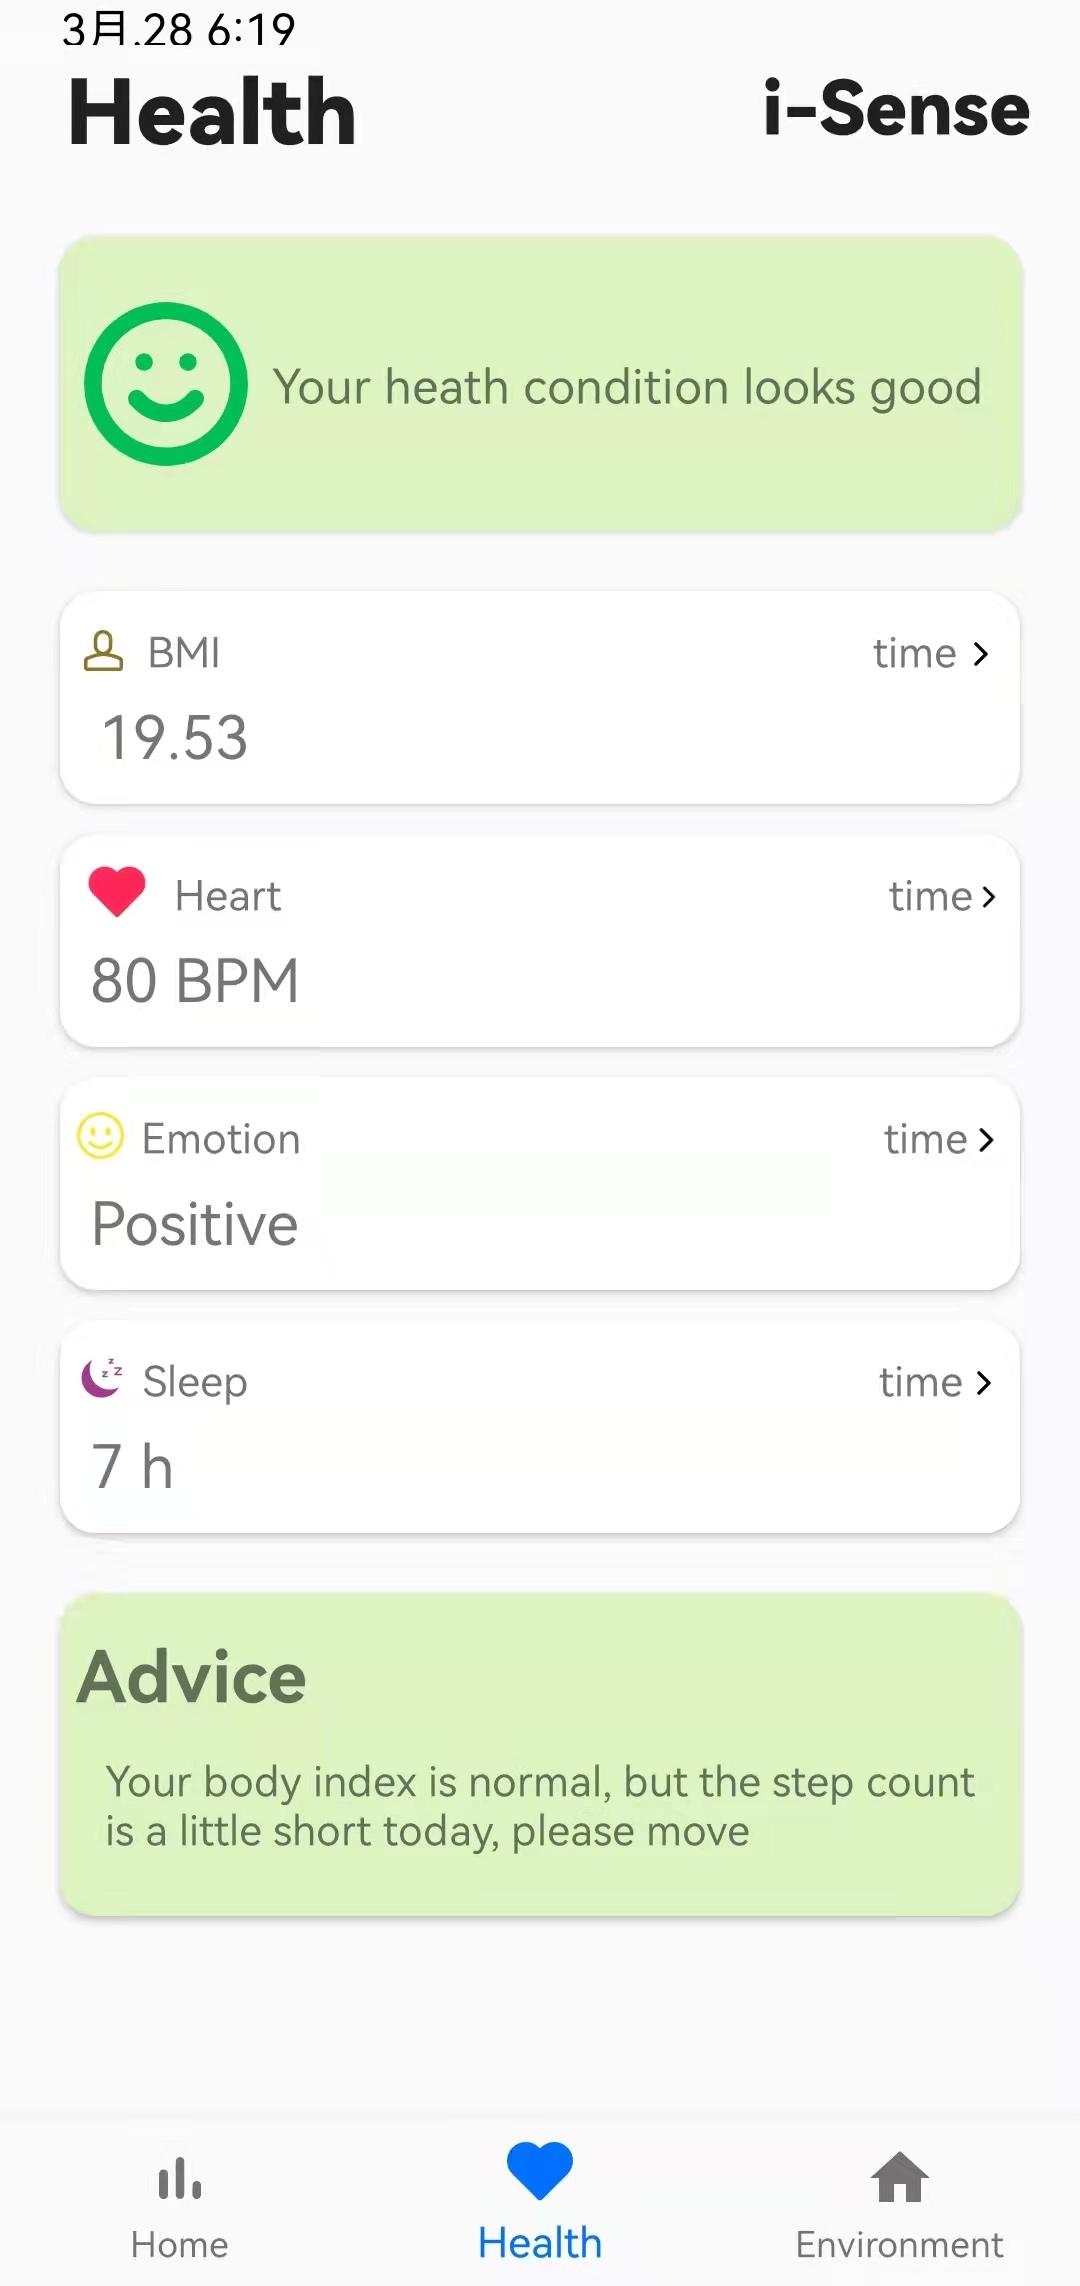 3月.28 6:19
Health
i-Sense
Your heath condition looks good
BMI
time
19.53
Heart
time
80 BPM
Emotion
time
Positive
Sleep
time
7 h
Advice
Your body index is normal, but the step count
is a little short today, please move
Home
Health
Environment